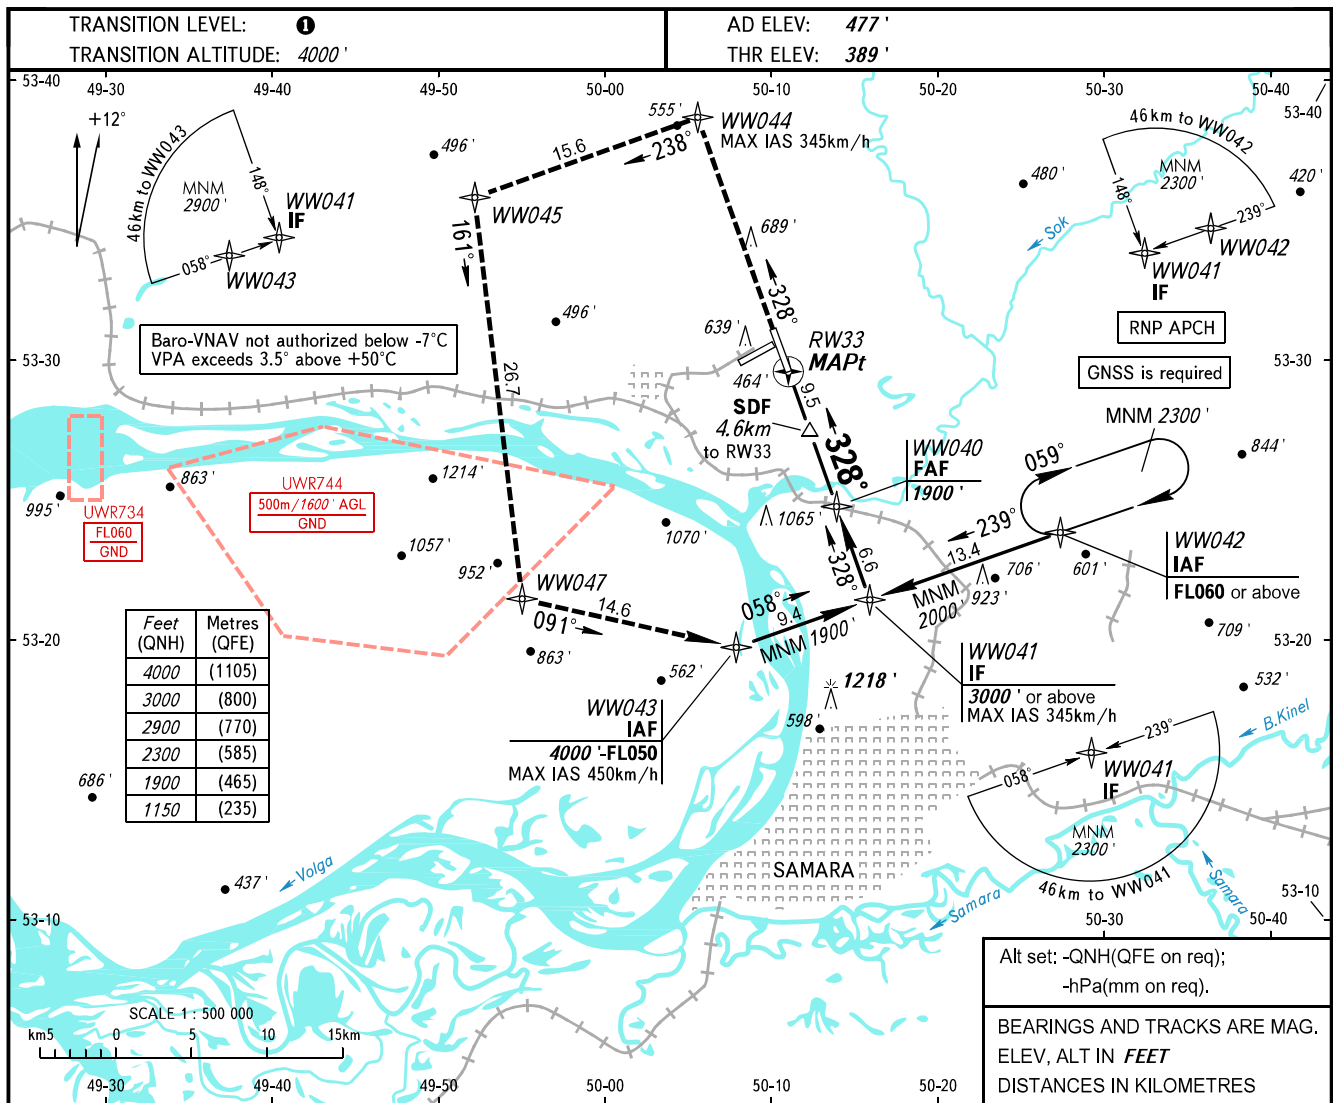 TRANSITION LEVEL: 1
TRANSITION ALTITUDE: 4000 '
AD ELEV: 477 '
THR ELEV: 389 '
53-40
49-30
49-40
49-50
50-00
50-10
50-20
50-30
50-40
53-40
+12°
46km to WW043
MNM
2900 '
148°
058°
WW041
IF
WW043
496 '
555 '
WW044
MAX IAS 345km/h
15.6
238°
WW045
161°
480 '
46km to WW042
MNM
2300 '
420 '
148°
239°
WW042
WW041
IF
Sok
689 '
328°
496 '
639 '
RW33
MAPt
464 '
9.5
RNP APCH
GNSS is required
Baro-VNAV not authorized below -7°C
VPA exceeds 3.5° above +50°C
53-30
53-30
26.7
SDF
4.6km
to RW33
328°
WW040
FAF
1900 '
MNM 2300 '
059°
844 '
863 '
995 '
UWR734
FL060
GND
UWR744
500m/1600' AGL
GND
1214 '
1057 '
952 '
1070 '
1065 '
328°
6.6
239°
13.4
MNM
2000 '
706 '
923 '
601 '
WW042
IAF
FL060 or above
709 '
WW047
14.6
091°
058°
9.4
MNM 1900 '
53-20
53-20
863 '
562 '
WW043
IAF
4000 '-FL050
MAX IAS 450km/h
1218 '
598 '
WW041
IF
3000 ' or above
MAX IAS 345km/h
532 '
B.Kinel
Feet
(QNH)
Metres
(QFE)
4000 (1105)
3000 (800)
2900 (770)
2300 (585)
1900 (465)
1150 (235)
686 '
239°
058°
WW041
IF
MNM
2300 '
46km to WW041
SAMARA
Volga
437 '
Samara
Samara
53-10
53-10
50-30
50-40
SCALE 1 : 500 000
km5 0 5 10 15km
49-30
49-40
49-50
50-00
50-10
50-20
Alt set: -QNH(QFE on req);
-hPa(mm on req).
BEARINGS AND TRACKS ARE MAG.
ELEV, ALT IN FEET
DISTANCES IN KILOMETRES